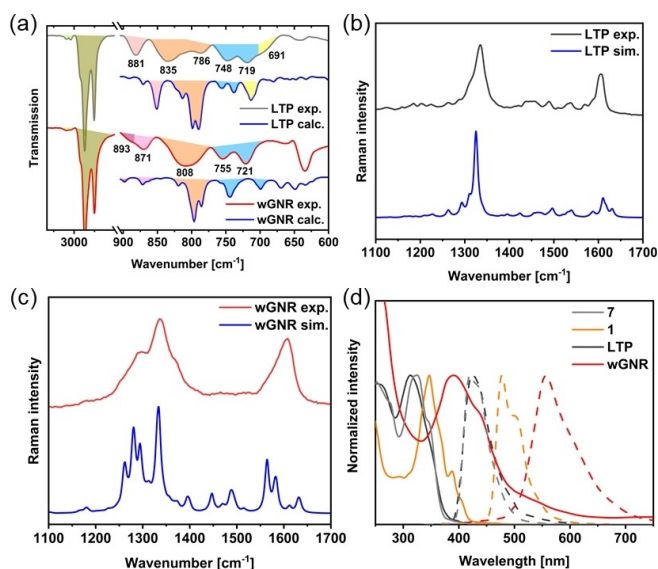 (a)
881
835
786
748
719
691
LTP exp.
LTP calc.
893
871
808
755
721
wGNR exp.
wGNR calc.
Transmission
3000 900 850 800 750 700 650 600
Wavenumber [cm⁻¹]
(b)
LTP exp.
LTP sim.
Raman intensity
1100 1200 1300 1400 1500 1600 1700
Wavenumber [cm⁻¹]
(c)
wGNR exp.
wGNR sim.
Raman intensity
1100 1200 1300 1400 1500 1600 1700
Wavenumber [cm⁻¹]
(d)
7
1
LTP
wGNR
Normalized intensity
300 400 500 600 700
Wavelength [nm]